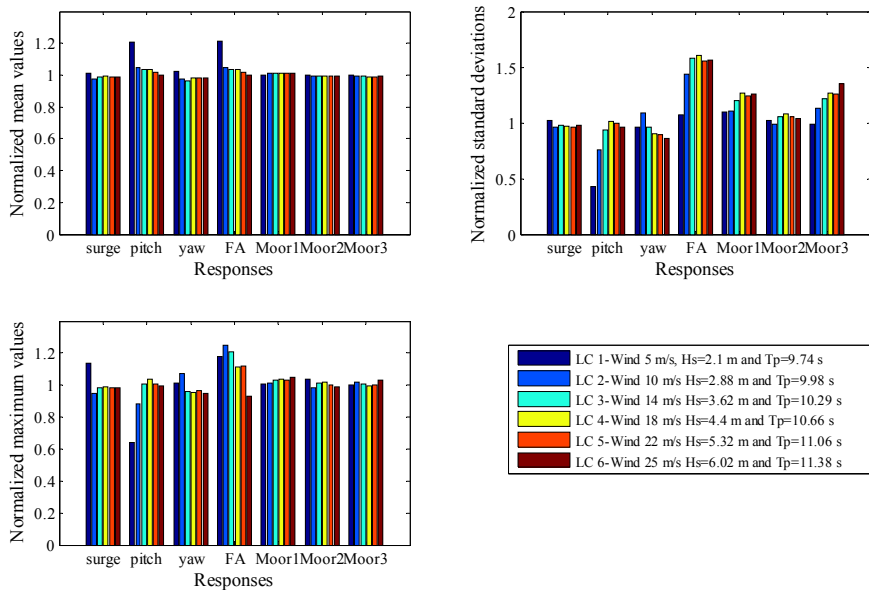 Normalized mean values
1.2
1
0.8
0.6
0.4
0.2
0
surge pitch yaw FA Moor1Moor2Moor3
Responses
Normalized standard deviations
2
1.5
1
0.5
0
surge pitch yaw FA Moor1Moor2Moor3
Responses
Normalized maximum values
1.2
1
0.8
0.6
0.4
0.2
0
surge pitch yaw FA Moor1Moor2Moor3
Responses
LC 1-Wind 5 m/s, Hs=2.1 m and Tp=9.74 s
LC 2-Wind 10 m/s Hs=2.88 m and Tp=9.98 s
LC 3-Wind 14 m/s Hs=3.62 m and Tp=10.29 s
LC 4-Wind 18 m/s Hs=4.4 m and Tp=10.66 s
LC 5-Wind 22 m/s Hs=5.32 m and Tp=11.06 s
LC 6-Wind 25 m/s Hs=6.02 m and Tp=11.38 s